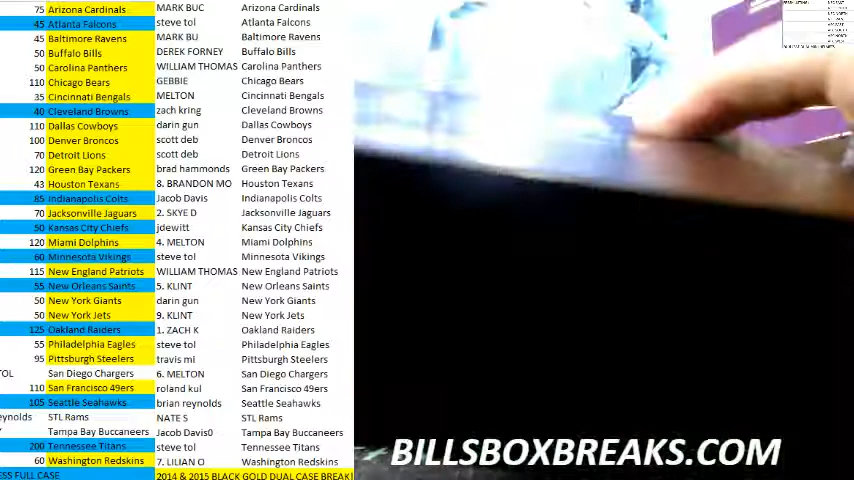 75 Arizona Cardinals MARK BUC Arizona Cardinals
45 Atlanta Falcons steve tol Atlanta Falcons
45 Baltimore Ravens MARK BU Baltimore Ravens
50 Buffalo Bills DEREK FORNEY Buffalo Bills
50 Carolina Panthers WILLIAM THOMAS Carolina Panthers
110 Chicago Bears GEBBIE Chicago Bears
35 Cincinnati Bengals MELTON Cincinnati Bengals
40 Cleveland Browns zach kring Cleveland Browns
110 Dallas Cowboys darin gun Dallas Cowboys
100 Denver Broncos scott deb Denver Broncos
70 Detroit Lions scott deb Detroit Lions
120 Green Bay Packers brad hammonds Green Bay Packers
43 Houston Texans 8. BRANDON MO Houston Texans
85 Indianapolis Colts Jacob Davis Indianapolis Colts
70 Jacksonville Jaguars 2. SKYE D Jacksonville Jaguars
50 Kansas City Chiefs jdewitt Kansas City Chiefs
120 Miami Dolphins 4. MELTON Miami Dolphins
60 Minnesota Vikings steve tol Minnesota Vikings
115 New England Patriots WILLIAM THOMAS New England Patriots
55 New Orleans Saints 5. KLINT New Orleans Saints
50 New York Giants darin gun New York Giants
50 New York Jets 9. KLINT New York Jets
125 Oakland Raiders 1. ZACH K Oakland Raiders
55 Philadelphia Eagles steve tol Philadelphia Eagles
95 Pittsburgh Steelers travis mi Pittsburgh Steelers
TOL San Diego Chargers 6. MELTON San Diego Chargers
110 San Francisco 49ers roland kul San Francisco 49ers
105 Seattle Seahawks brian reynolds Seattle Seahawks
eynolds STL Rams NATE S STL Rams
Tampa Bay Buccaneers Jacob Davis0 Tampa Bay Buccaneers
200 Tennessee Titans steve tol Tennessee Titans
60 Washington Redskins 7. LILIAN O Washington Redskins
ESS FULL CASE 2014 & 2015 BLACK GOLD DUAL CASE BREAK
BILLSBOXBREAKS.COM